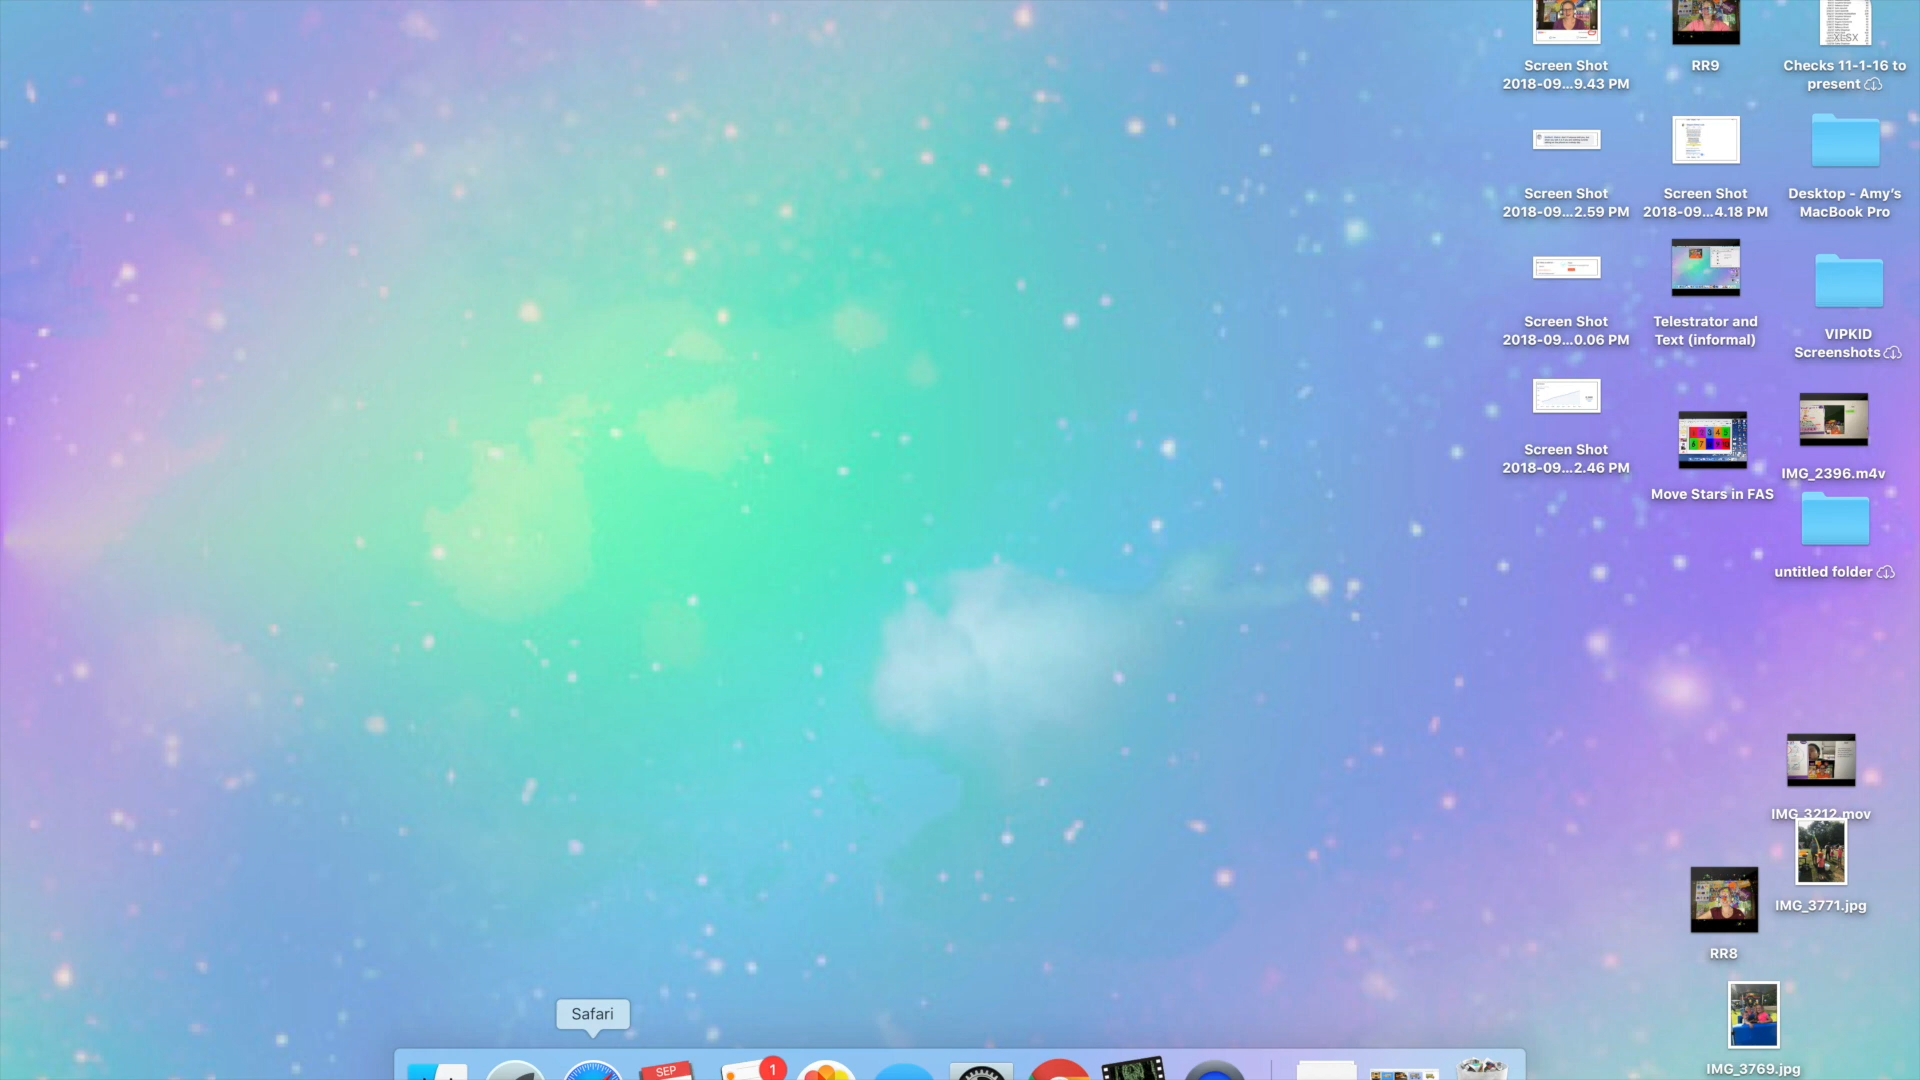 Screen Shot
2018-09...9.43 PM
RR9
XLSX
Checks 11-1-16 to
present
Screen Shot
2018-09...2.59 PM
Screen Shot
2018-09...4.18 PM
Desktop - Amy's
MacBook Pro
Screen Shot
2018-09...0.06 PM
Telestrator and
Text (informal)
VIPKID
Screenshots
Screen Shot
2018-09...2.46 PM
Move Stars in FAS
IMG_2396.m4v
untitled folder
IMG_3212.mov
IMG_3771.jpg
RR8
IMG_3769.jpg
Safari
SEP
1